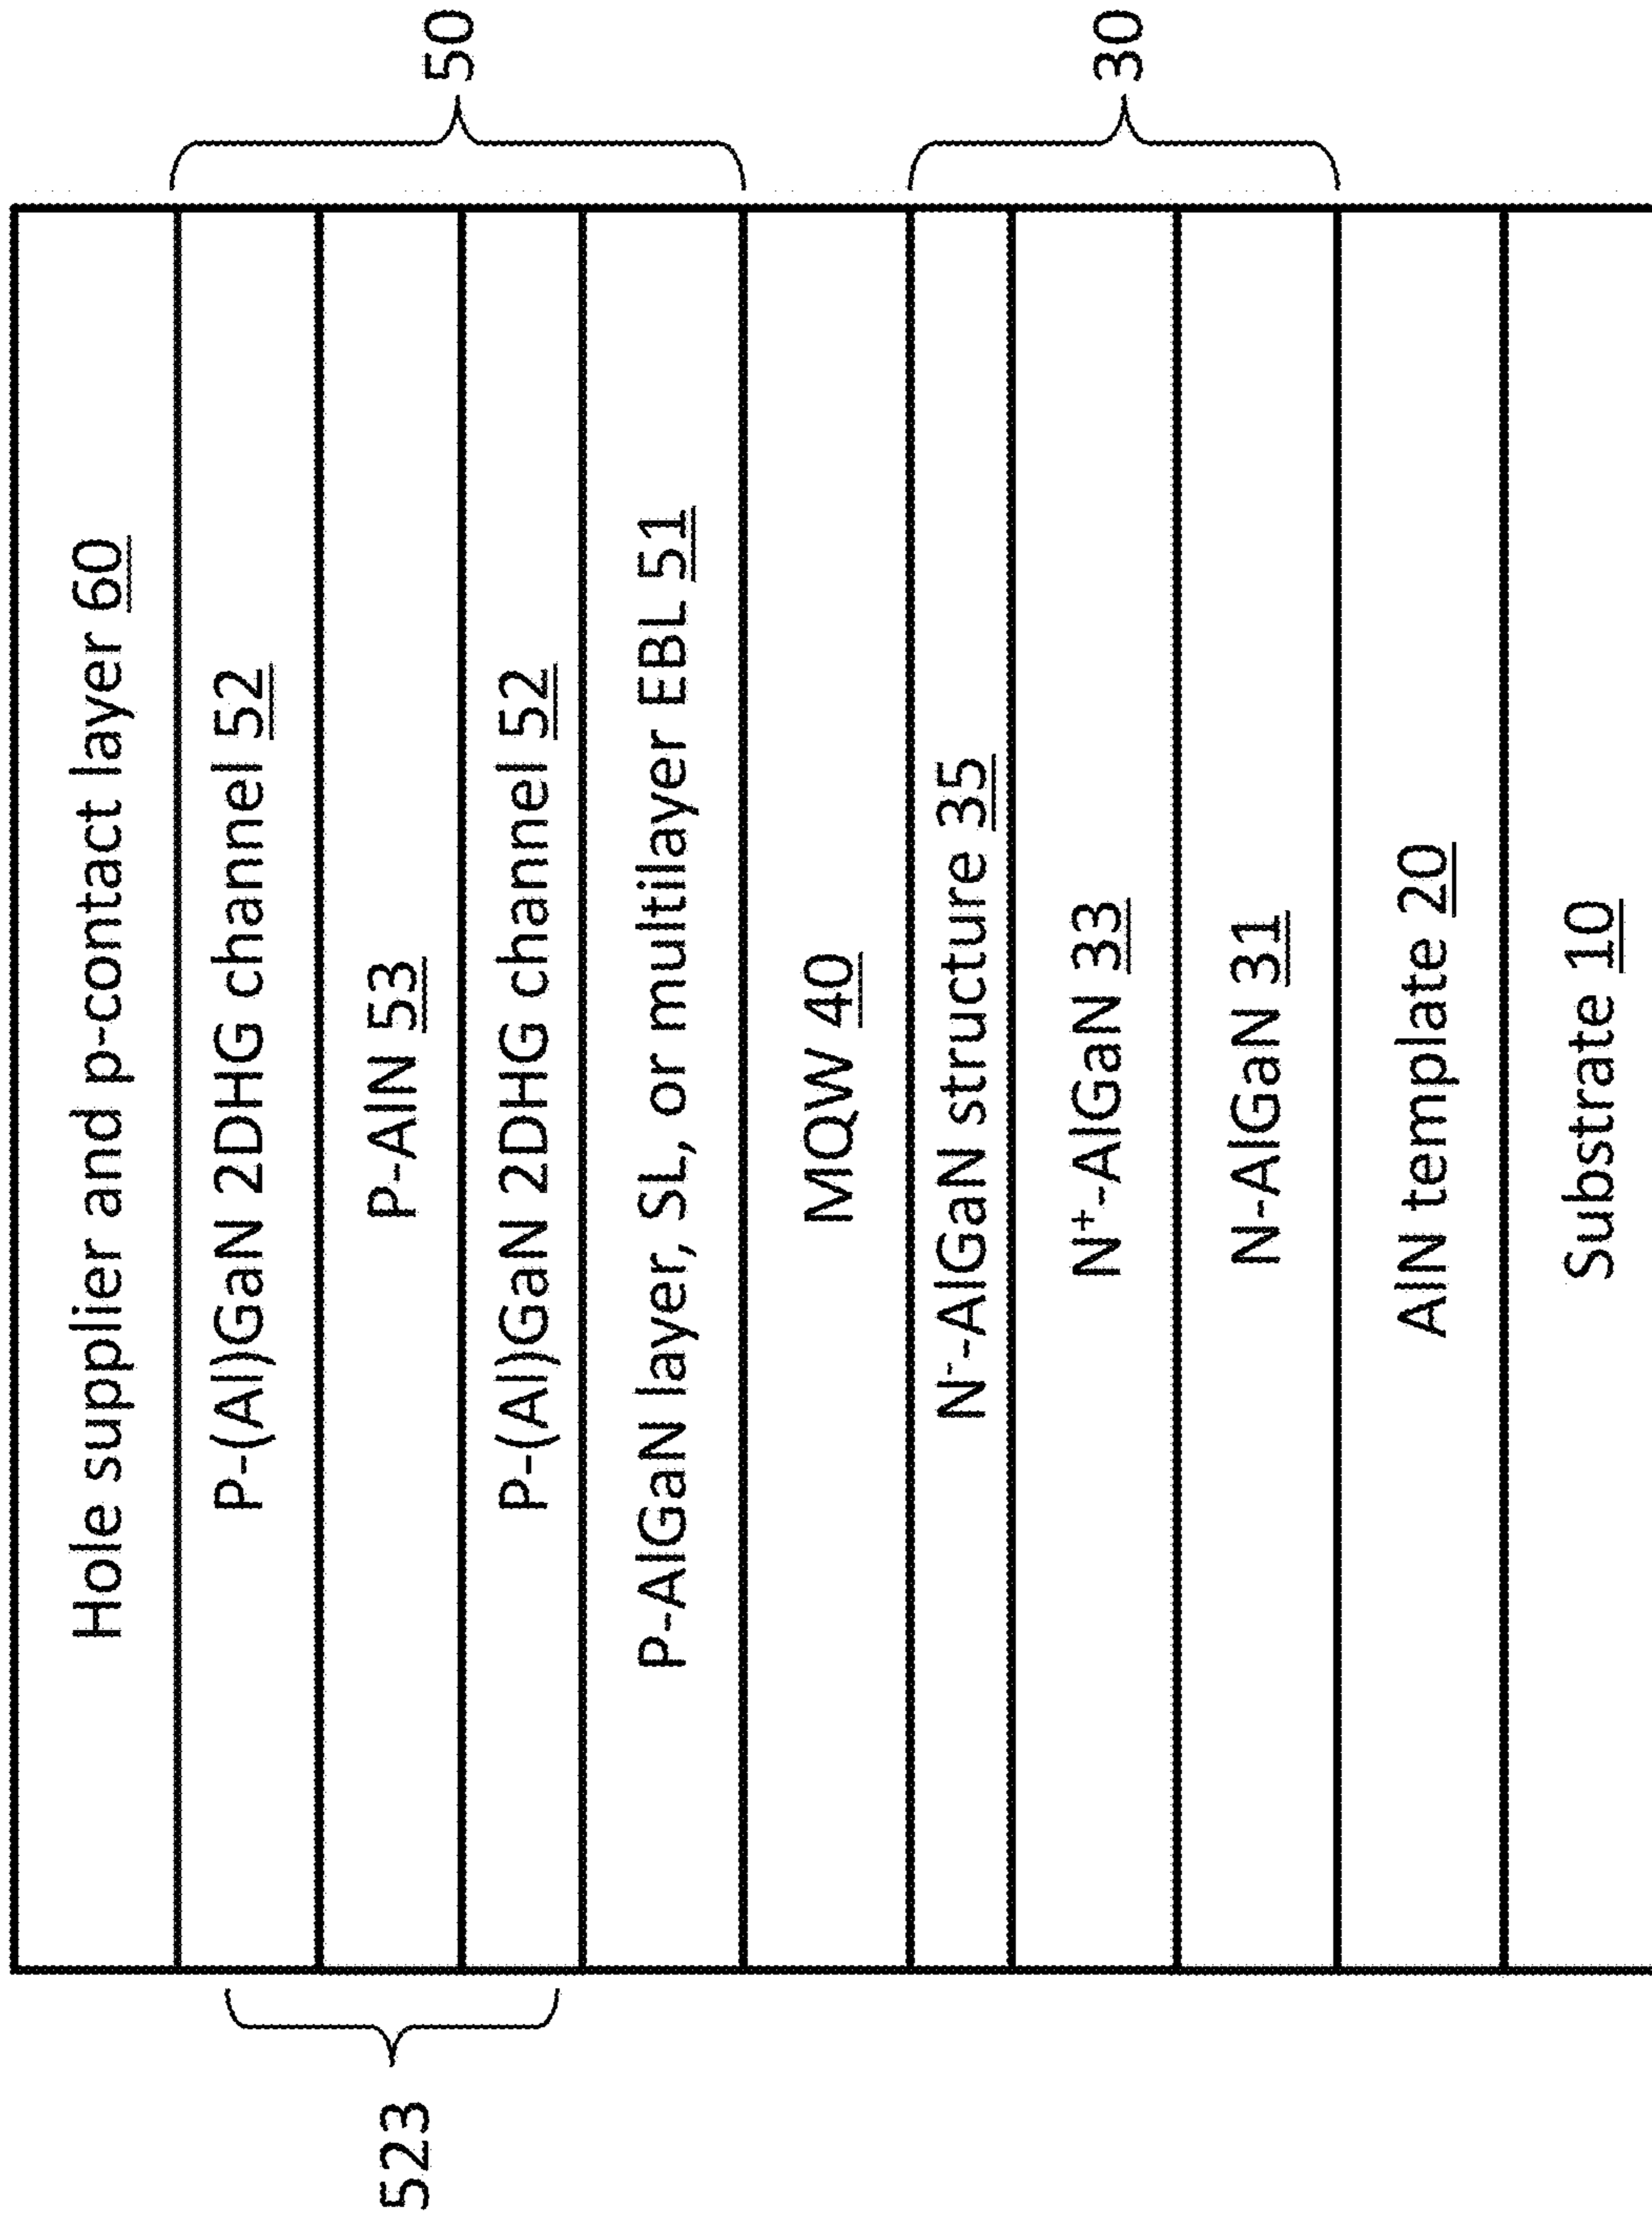 Hole supplier and p-contact layer 60
P-(Al)GaN 2DHG channel 52
P-AlN 53
P-(Al)GaN 2DHG channel 52
P-AlGaN layer, SL, or multilayer EBL 51
MQW 40
N⁻-AlGaN structure 35
N⁺-AlGaN 33
N-AlGaN 31
AlN template 20
Substrate 10
523
50
30